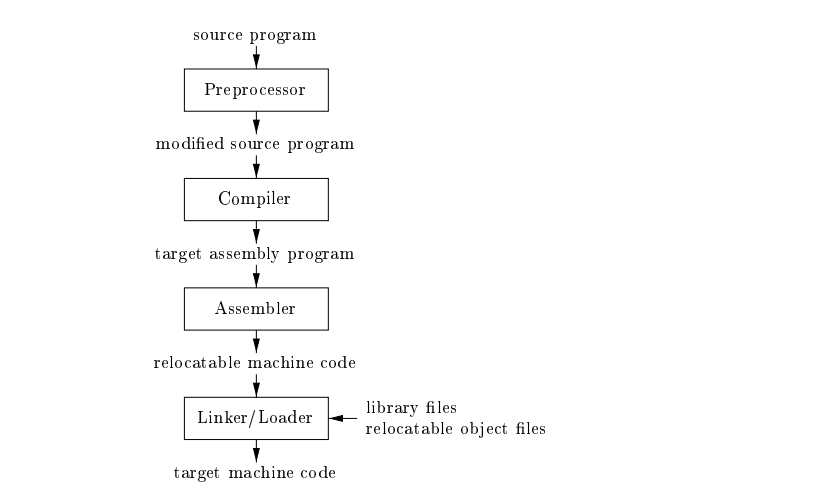 source program
Preprocessor
modified source program
Compiler
target assembly program
Assembler
relocatable machine code
Linker/Loader
library files
relocatable object files
target machine code